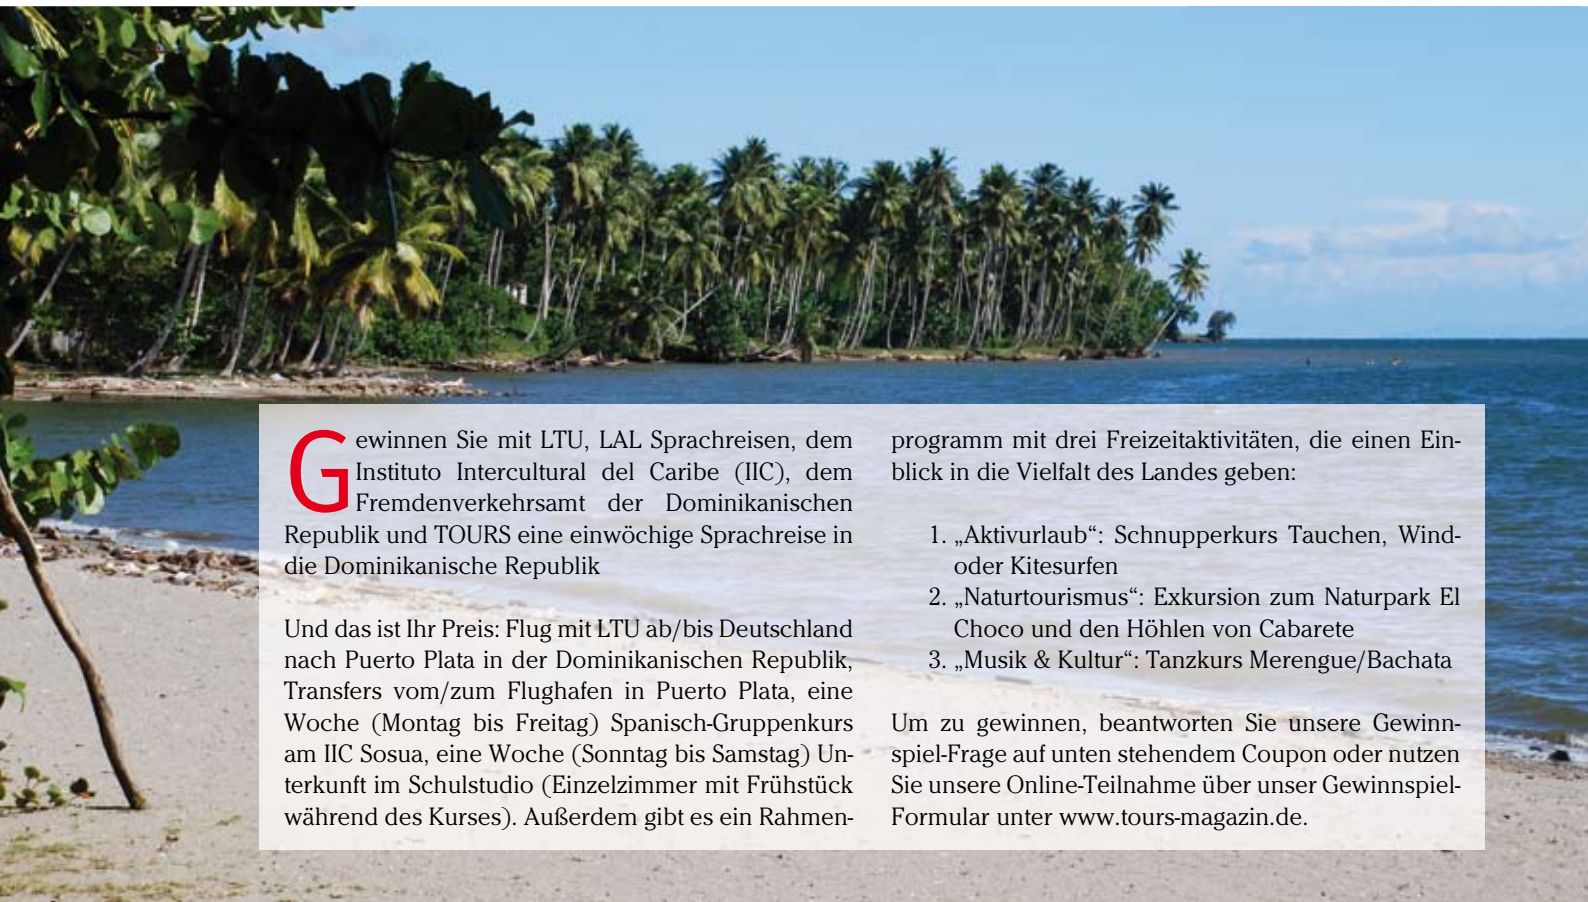 Gewinnen Sie mit LTU, LAL Sprachreisen, dem
Instituto Intercultural del Caribe (IIC), dem
Fremdenverkehrsamt der Dominikanischen
Republik und TOURS eine einwöchige Sprachreise in
die Dominikanische Republik
Und das ist Ihr Preis: Flug mit LTU ab/bis Deutschland
nach Puerto Plata in der Dominikanischen Republik,
Transfers vom/zum Flughafen in Puerto Plata, eine
Woche (Montag bis Freitag) Spanisch-Gruppenkurs
am IIC Sosua, eine Woche (Sonntag bis Samstag) Un-
terkunft im Schulstudio (Einzelzimmer mit Frühstück
während des Kurses). Außerdem gibt es ein Rahmen-
programm mit drei Freizeitaktivitäten, die einen Ein-
blick in die Vielfalt des Landes geben:
1. „Aktivurlaub“: Schnupperkurs Tauchen, Wind-
oder Kitesurfen
2. „Naturtourismus“: Exkursion zum Naturpark El
Choco und den Höhlen von Cabarete
3. „Musik & Kultur“: Tanzkurs Merengue/Bachata
Um zu gewinnen, beantworten Sie unsere Gewinn-
spiel-Frage auf unten stehendem Coupon oder nutzen
Sie unsere Online-Teilnahme über unser Gewinnspiel-
Formular unter www.tours-magazin.de.